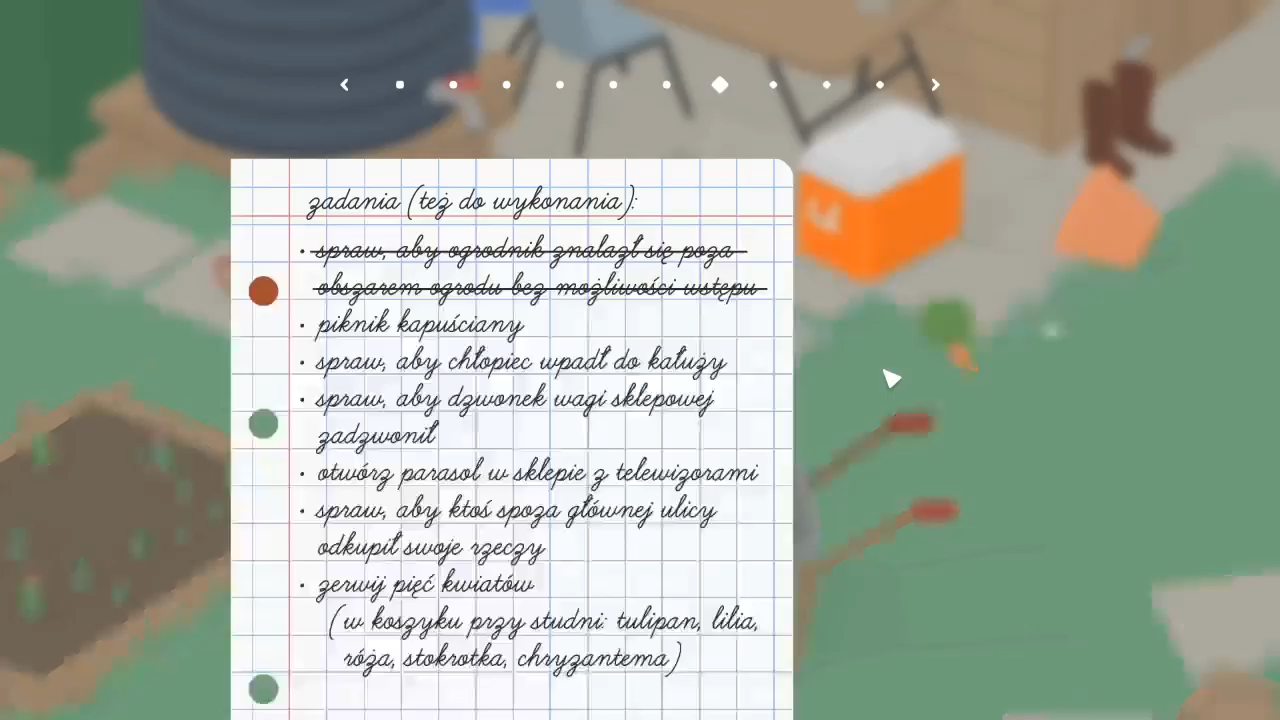 zadania (też do wykonania):
• spraw, aby ogrodnik znalazł się poza
obszarem ogrodu bez możliwości wstępu
• piknik kapuściany
• spraw, aby chłopiec wpadł do kałuży
• spraw, aby dzwonek wagi sklepowej
zadzwonił
• otwórz parasol w sklepie z telewizorami
• spraw, aby ktoś spoza głównej ulicy
odkupił swoje rzeczy
• zerwij pięć kwiatów
(w koszyku przy studni: tulipan, lilia,
róża, stokrotka, chryzantema)